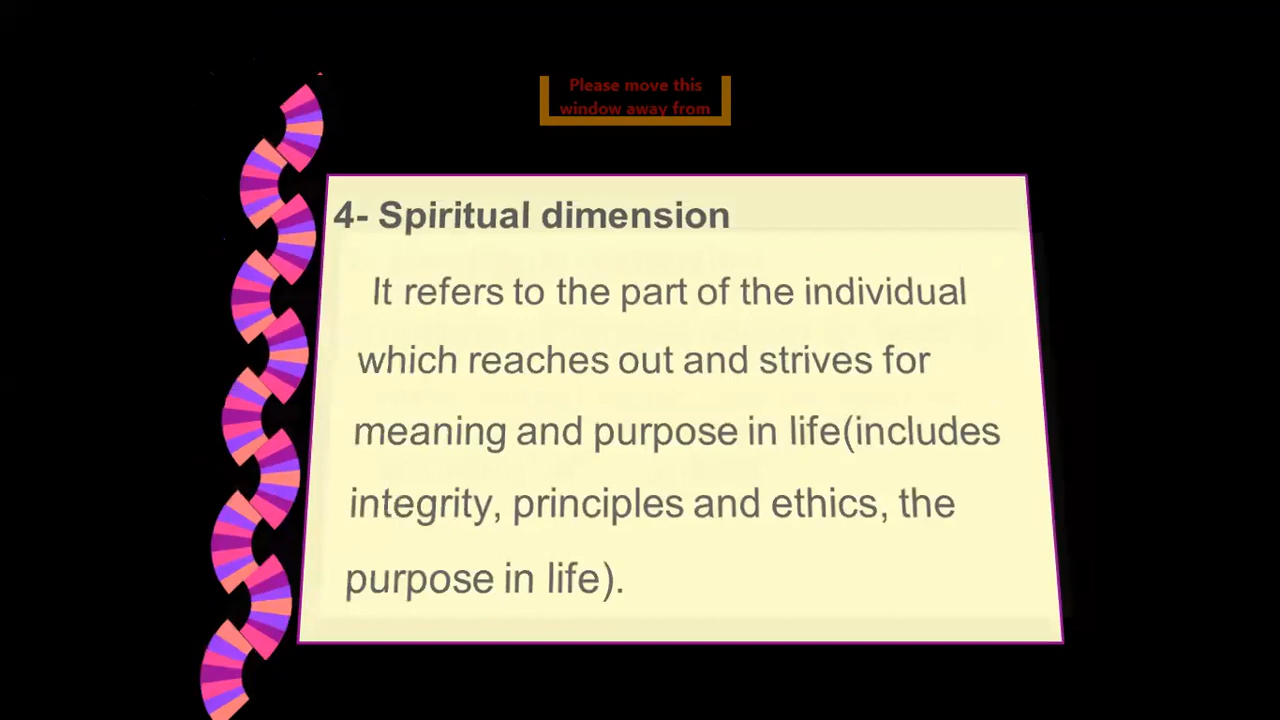 Please move this
window away from
4- Spiritual dimension
It refers to the part of the individual
which reaches out and strives for
meaning and purpose in life(includes
integrity, principles and ethics, the
purpose in life).